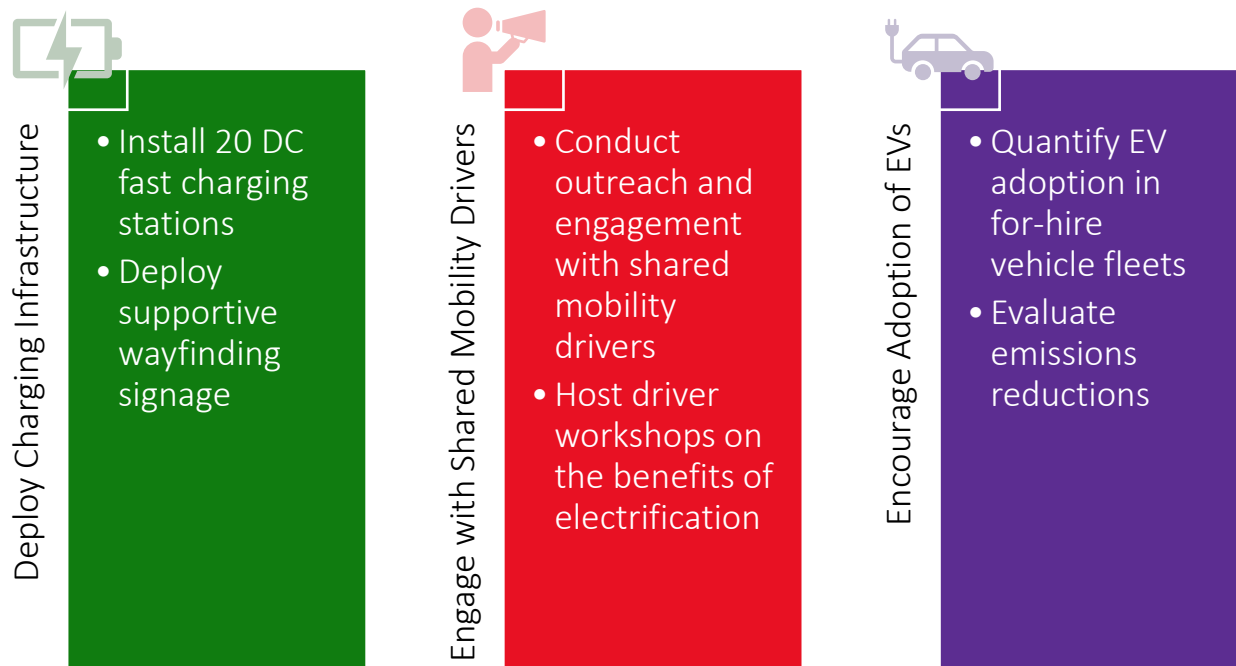 Deploy Charging Infrastructure
• Install 20 DC
fast charging
stations
• Deploy
supportive
wayfinding
signage
Engage with Shared Mobility Drivers
• Conduct
outreach and
engagement
with shared
mobility
drivers
• Host driver
workshops on
the benefits of
electrification
Encourage Adoption of EVs
• Quantify EV
adoption in
for-hire
vehicle fleets
• Evaluate
emissions
reductions